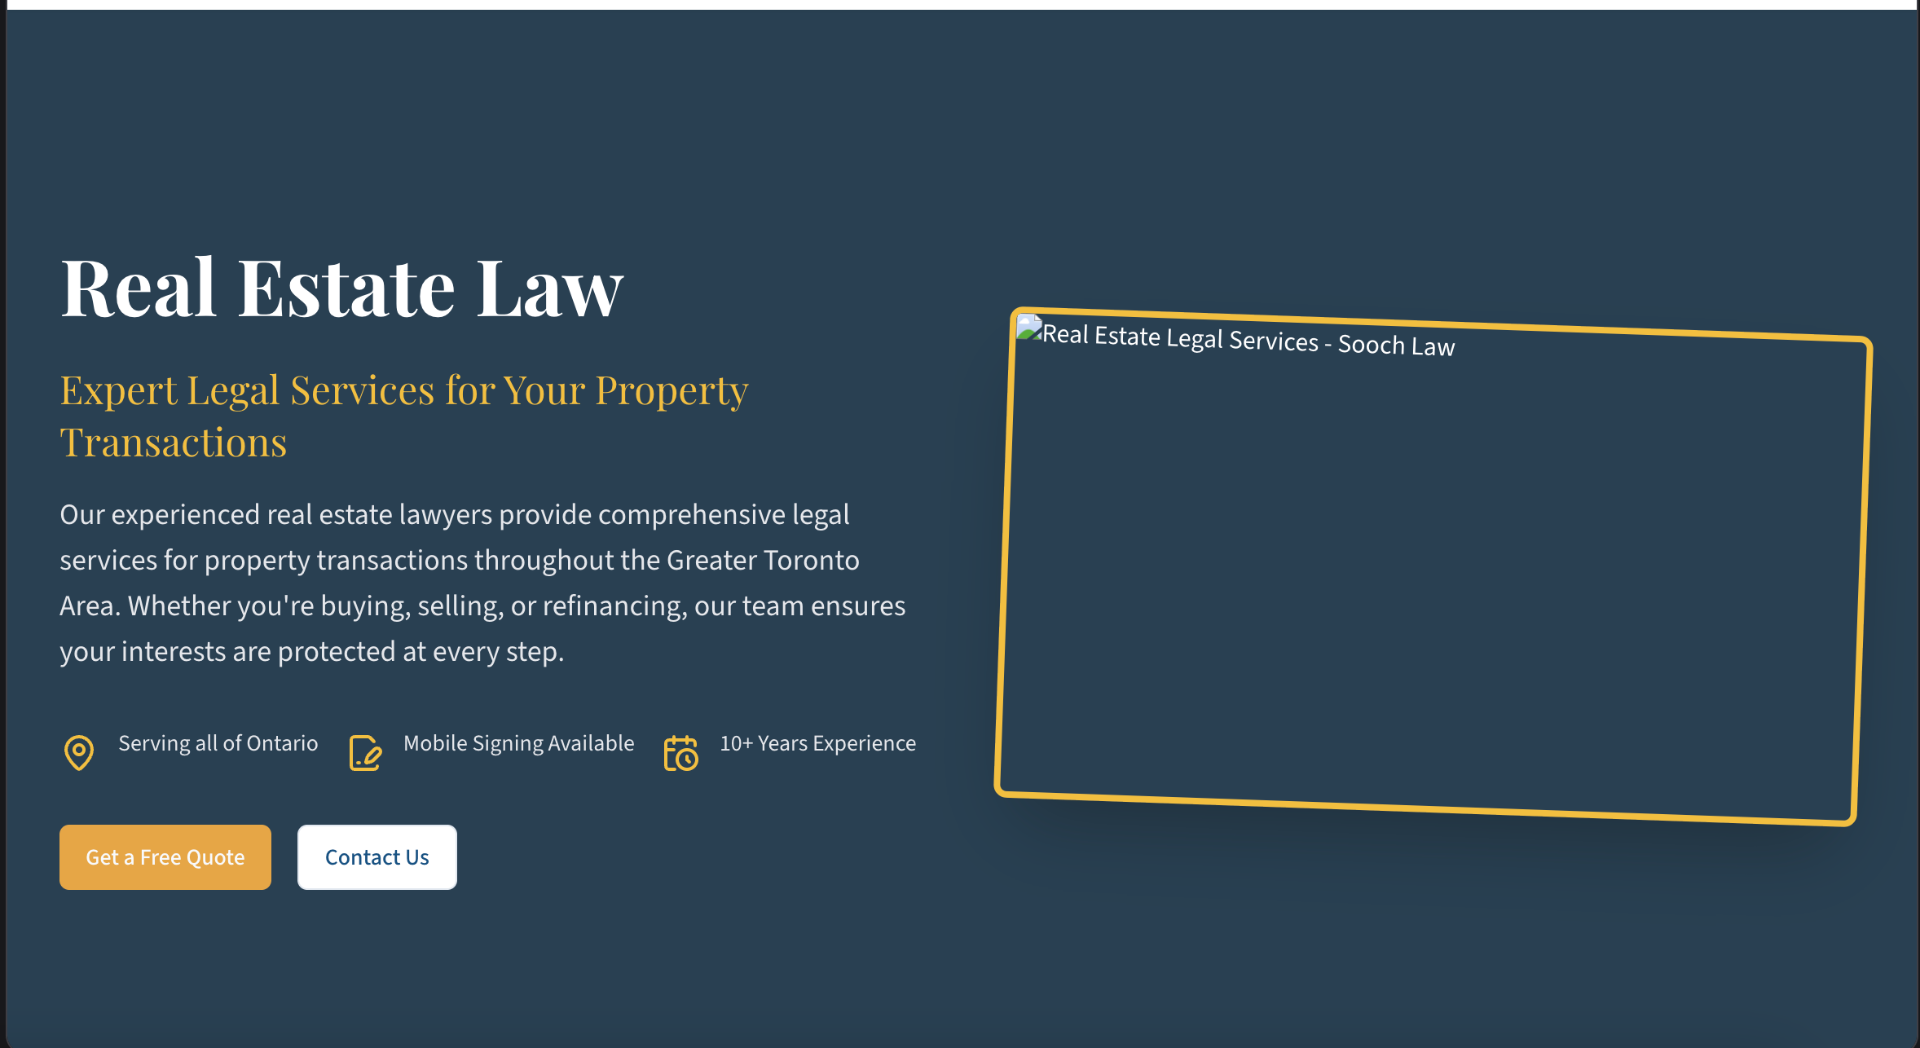 Real Estate Law
Expert Legal Services for Your Property
Transactions
Our experienced real estate lawyers provide comprehensive legal
services for property transactions throughout the Greater Toronto
Area. Whether you're buying, selling, or refinancing, our team ensures
your interests are protected at every step.
Serving all of Ontario
Mobile Signing Available
10+ Years Experience
Get a Free Quote
Contact Us
Real Estate Legal Services - Sooch Law